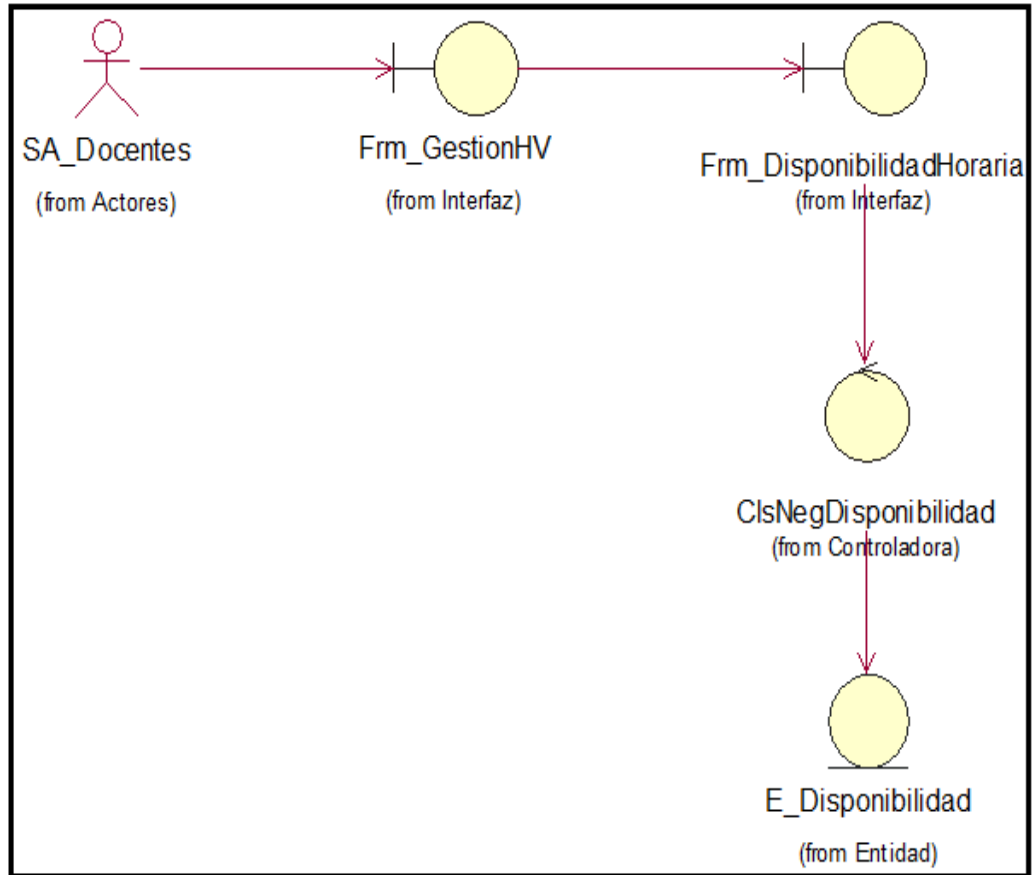 SA_Docentes
(from Actores)
Frm_GestionHV
(from Interfaz)
Frm_DisponibilidadHoraria
(from Interfaz)
ClsNegDisponibilidad
(from Controladora)
E_Disponibilidad
(from Entidad)